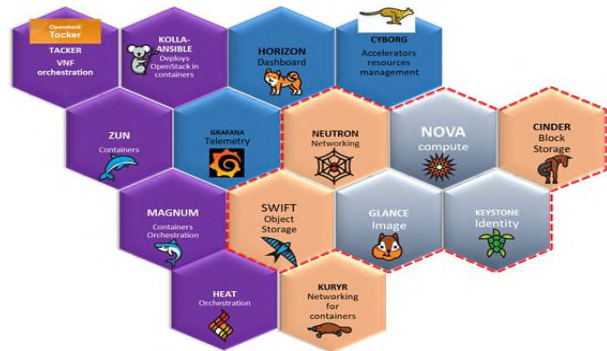 Openstack
Tacker
TACKER
VNF
orchestration
KOLLA-
ANSIBLE
Deploys
OpenStack in
containers
HORIZON
Dashboard
CYBORG
Accelerators
resources
management
ZUN
Containers
GRAFANA
Telemetry
NEUTRON
Networking
NOVA
compute
CINDER
Block
Storage
MAGNUM
Containers
Orchestration
SWIFT
Object
Storage
GLANCE
Image
KEYSTONE
Identity
HEAT
Orchestration
KURYR
Networking
for
containers